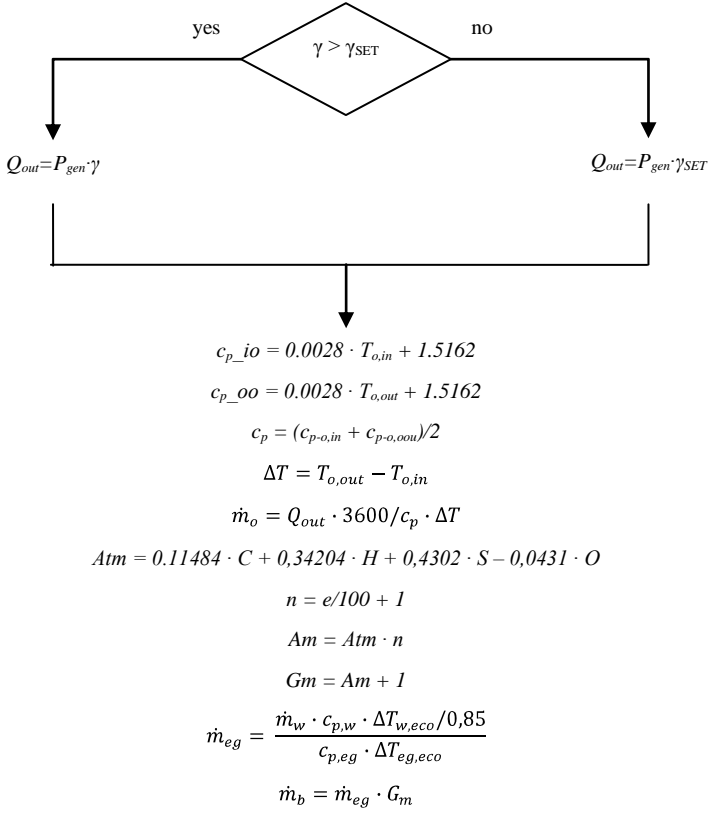 yes
no
γ > γSET
Qout=Pgen·γ
Qout=Pgen·γSET
cp_io = 0.0028 · To,in + 1.5162
cp_oo = 0.0028 · To,out + 1.5162
cp = (cp-o,in + cp-o,oou)/2
ΔT = To,out − To,in
ṁo = Qout · 3600/cp · ΔT
Atm = 0.11484 · C + 0,34204 · H + 0,4302 · S – 0,0431 · O
n = e/100 + 1
Am = Atm · n
Gm = Am + 1
ṁeg = (ṁw · cp,w · ΔTw,eco/0,85) / (cp,eg · ΔTeg,eco)
ṁb = ṁeg · Gm